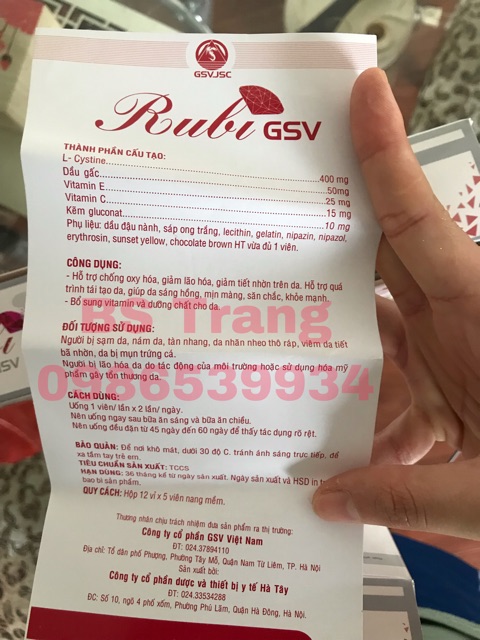 GSVJSC
Rubi GSV
THÀNH PHẦN CẤU TẠO:
L- Cystine.....400 mg
Dầu gấc.....50mg
Vitamin E.....25 mg
Vitamin C.....15 mg
Kẽm gluconat.....10 mg
Phụ liệu: dầu đậu nành, sáp ong trắng, lecithin, gelatin, nipazin, nipazol,
erythrosin, sunset yellow, chocolate brown HT vừa đủ 1 viên.
CÔNG DỤNG:
- Hỗ trợ chống oxy hóa, giảm lão hóa, giảm tiết nhờn trên da. Hỗ trợ quá
trình tái tạo da, giúp da sáng hồng, mịn màng, săn chắc, khỏe mạnh.
- Bổ sung vitamin và dưỡng chất cho da.
BS Trang
ĐỐI TƯỢNG SỬ DỤNG:
Người bị sạm da, nám da, tàn nhang, da nhăn nheo thô ráp, viêm da tiết
bã nhờn, da bị mụn trứng cá.
Người bị lão hóa da do tác động của môi trường hoặc sử dụng hóa mỹ
phẩm gây tổn thương da.
0986539934
CÁCH DÙNG:
Uống 1 viên/ lần x 2 lần/ ngày.
Nên uống ngay sau bữa ăn sáng và bữa ăn chiều.
Nên uống đều đặn từ 45 ngày đến 60 ngày để thấy tác dụng rõ rệt.
BẢO QUẢN: Để nơi khô mát, dưới 30 độ C. tránh ánh sáng trực tiếp, để
xa tầm tay trẻ em.
TIÊU CHUẨN SẢN XUẤT: TCCS
HẠN DÙNG: 36 tháng kể từ ngày sản xuất. Ngày sản xuất và HSD in
bao bì sản phẩm.
QUY CÁCH: Hộp 12 vỉ x 5 viên nang mềm.
Thương nhân chịu trách nhiệm đưa sản phẩm ra thị trường:
Công ty cổ phần GSV Việt Nam
ĐT: 024.37894110
Địa chỉ: Tổ dân phố Phượng, Phường Tây Mỗ, Quận Nam Từ Liêm, TP. Hà Nội
Sản xuất bởi:
Công ty cổ phần dược và thiết bị y tế Hà Tây
ĐT: 024.33534288
ĐC: Số 10, ngõ 4 phố xốm, Phường Phú Lãm, Quận Hà Đông, Hà Nội.
GSV